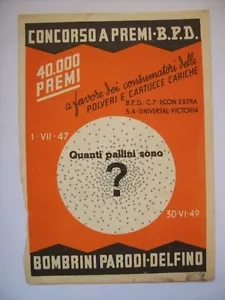 CONCORSO A PREMI·B.P.D.
40.000
PREMI
a favore dei consumatori delle
POLVERI E CARTUCCE CARICHE
B.P.D.-C.7-ECON EXTRA
S.4-UNIVERSAL-VICTORIA
1-VII-47
Quanti pallini sono
?
30-VI-49
BOMBRINI PARODI-DELFINO